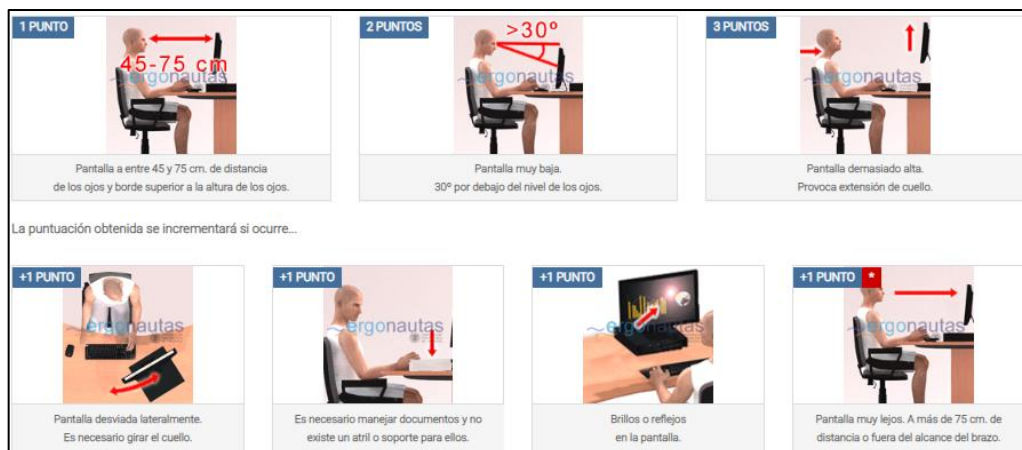 1 PUNTO
45-75 cm
ergonautas
Pantalla a entre 45 y 75 cm. de distancia
de los ojos y borde superior a la altura de los ojos.
2 PUNTOS
>30º
ergonautas
Pantalla muy baja.
30º por debajo del nivel de los ojos.
3 PUNTOS
ergonautas
Pantalla demasiado alta.
Provoca extensión de cuello.
La puntuación obtenida se incrementará si ocurre...
+1 PUNTO
ergonautas
Pantalla desviada lateralmente.
Es necesario girar el cuello.
+1 PUNTO
ergonautas
Es necesario manejar documentos y no
existe un atril o soporte para ellos.
+1 PUNTO
ergonautas
Brillos o reflejos
en la pantalla.
+1 PUNTO *
ergonautas
Pantalla muy lejos. A más de 75 cm. de
distancia o fuera del alcance del brazo.